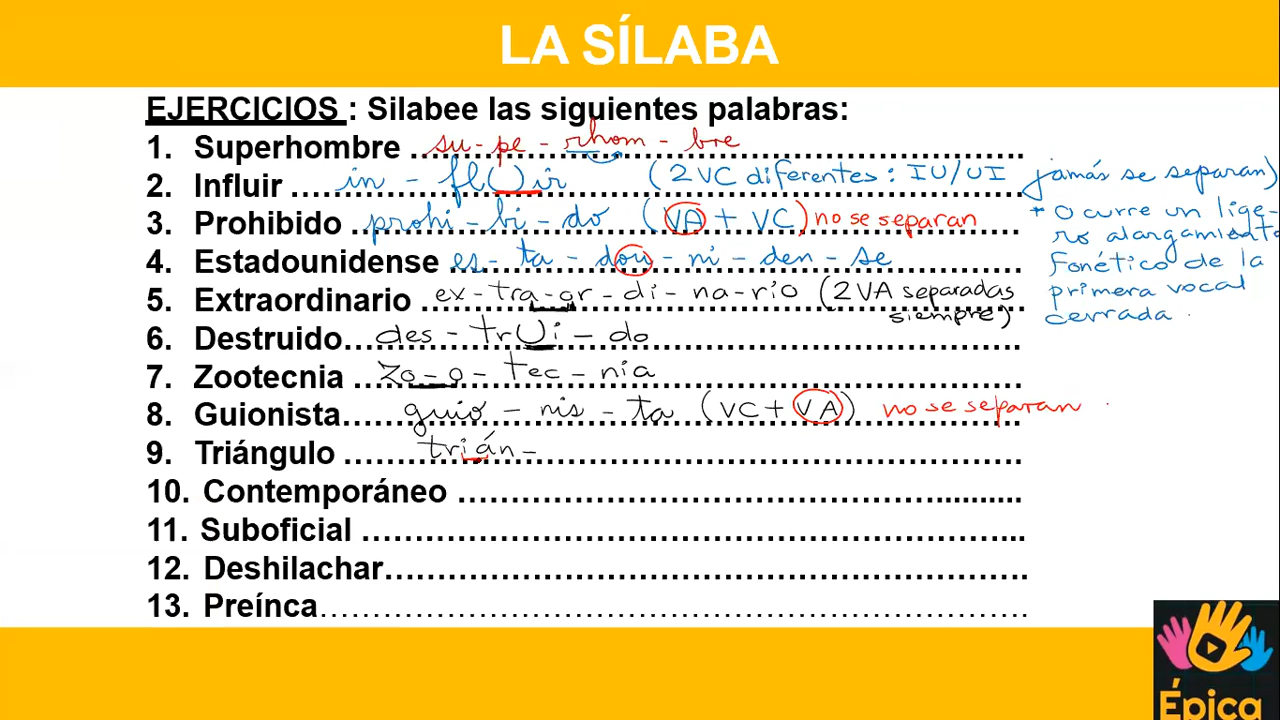 LA SÍLABA
EJERCICIOS : Silabee las siguientes palabras:
1. Superhombre ... su - pe - rhom - bre
2. Influir ... in - flUir (2 VC diferentes: IU/UI jamás se separan)
3. Prohibido ... prohi - bi - do (VA + VC) no se separan
4. Estadounidense es - ta - dou - ni - den - se
5. Extraordinario ex - tra - or - di - na - rio (2 VA separadas siempre)
6. Destruido... des - trUi - do
7. Zootecnia ... zo - o - tec - nia
8. Guionista... guio - nis - ta (VC + VA) no se separan
9. Triángulo ... trián -
10. Contemporáneo ...
11. Suboficial ...
12. Deshilachar...
13. Preínca...
* Ocurre un lige-
ro alargamiento
fonético de la
primera vocal
cerrada.
Épica